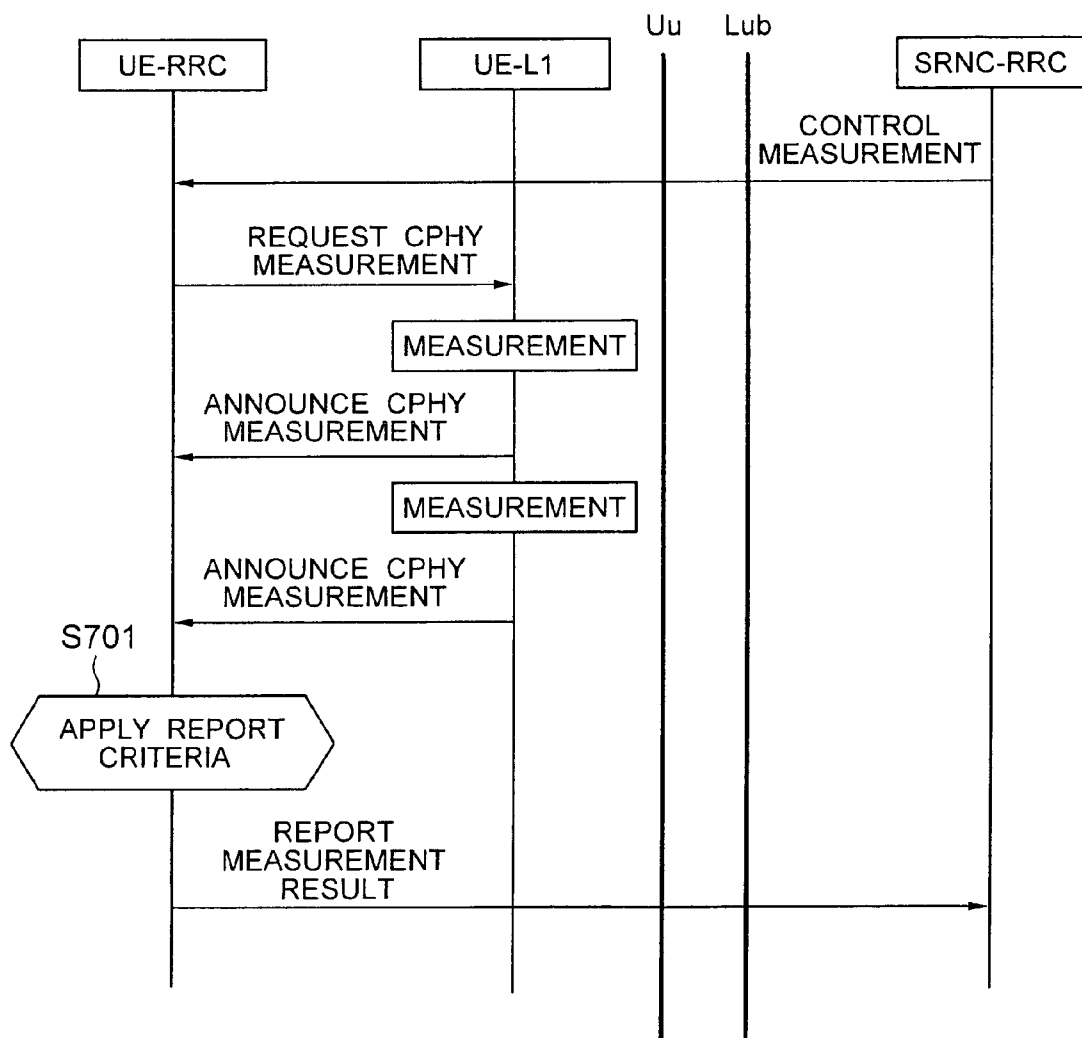 Uu Lub
UE-RRC UE-L1 SRNC-RRC
CONTROL
MEASUREMENT
REQUEST CPHY
MEASUREMENT
MEASUREMENT
ANNOUNCE CPHY
MEASUREMENT
MEASUREMENT
ANNOUNCE CPHY
MEASUREMENT
S701
APPLY REPORT
CRITERIA
REPORT
MEASUREMENT
RESULT